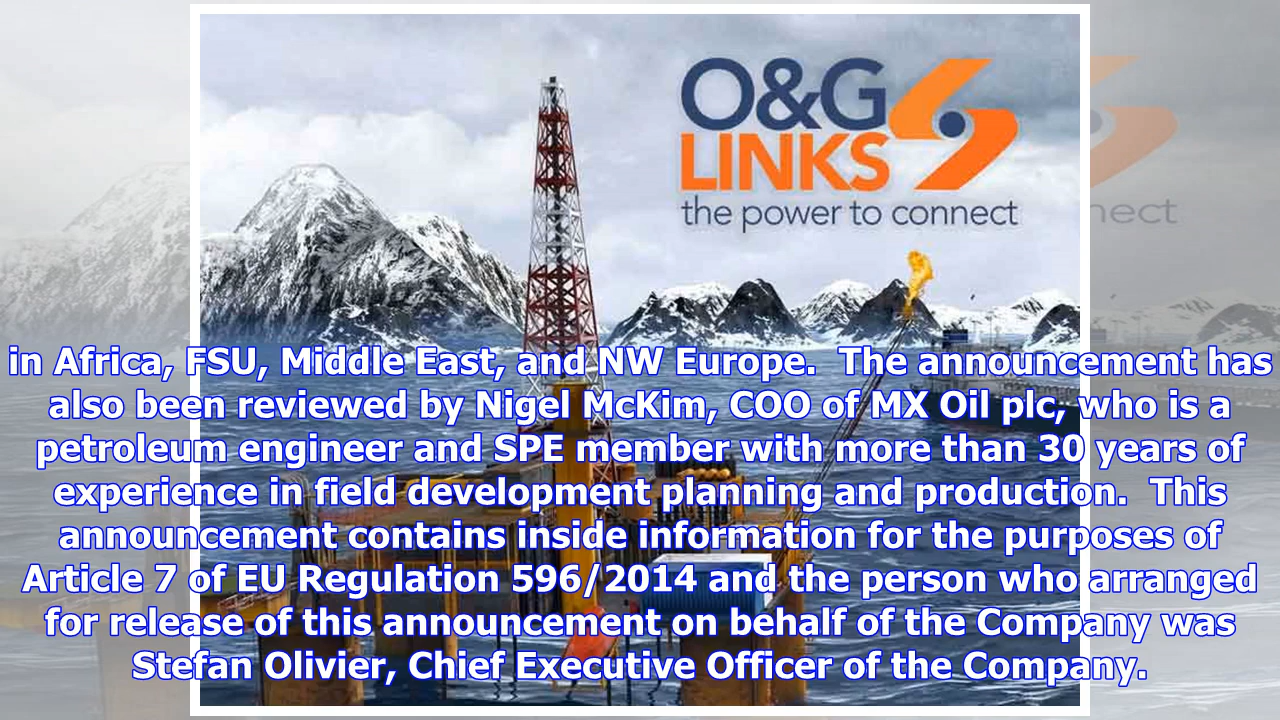 O&G
LINKS
the power to connect
nect
in Africa, FSU, Middle East, and NW Europe.  The announcement has
also been reviewed by Nigel McKim, COO of MX Oil plc, who is a
petroleum engineer and SPE member with more than 30 years of
experience in field development planning and production.  This
announcement contains inside information for the purposes of
Article 7 of EU Regulation 596/2014 and the person who arranged
for release of this announcement on behalf of the Company was
Stefan Olivier, Chief Executive Officer of the Company.